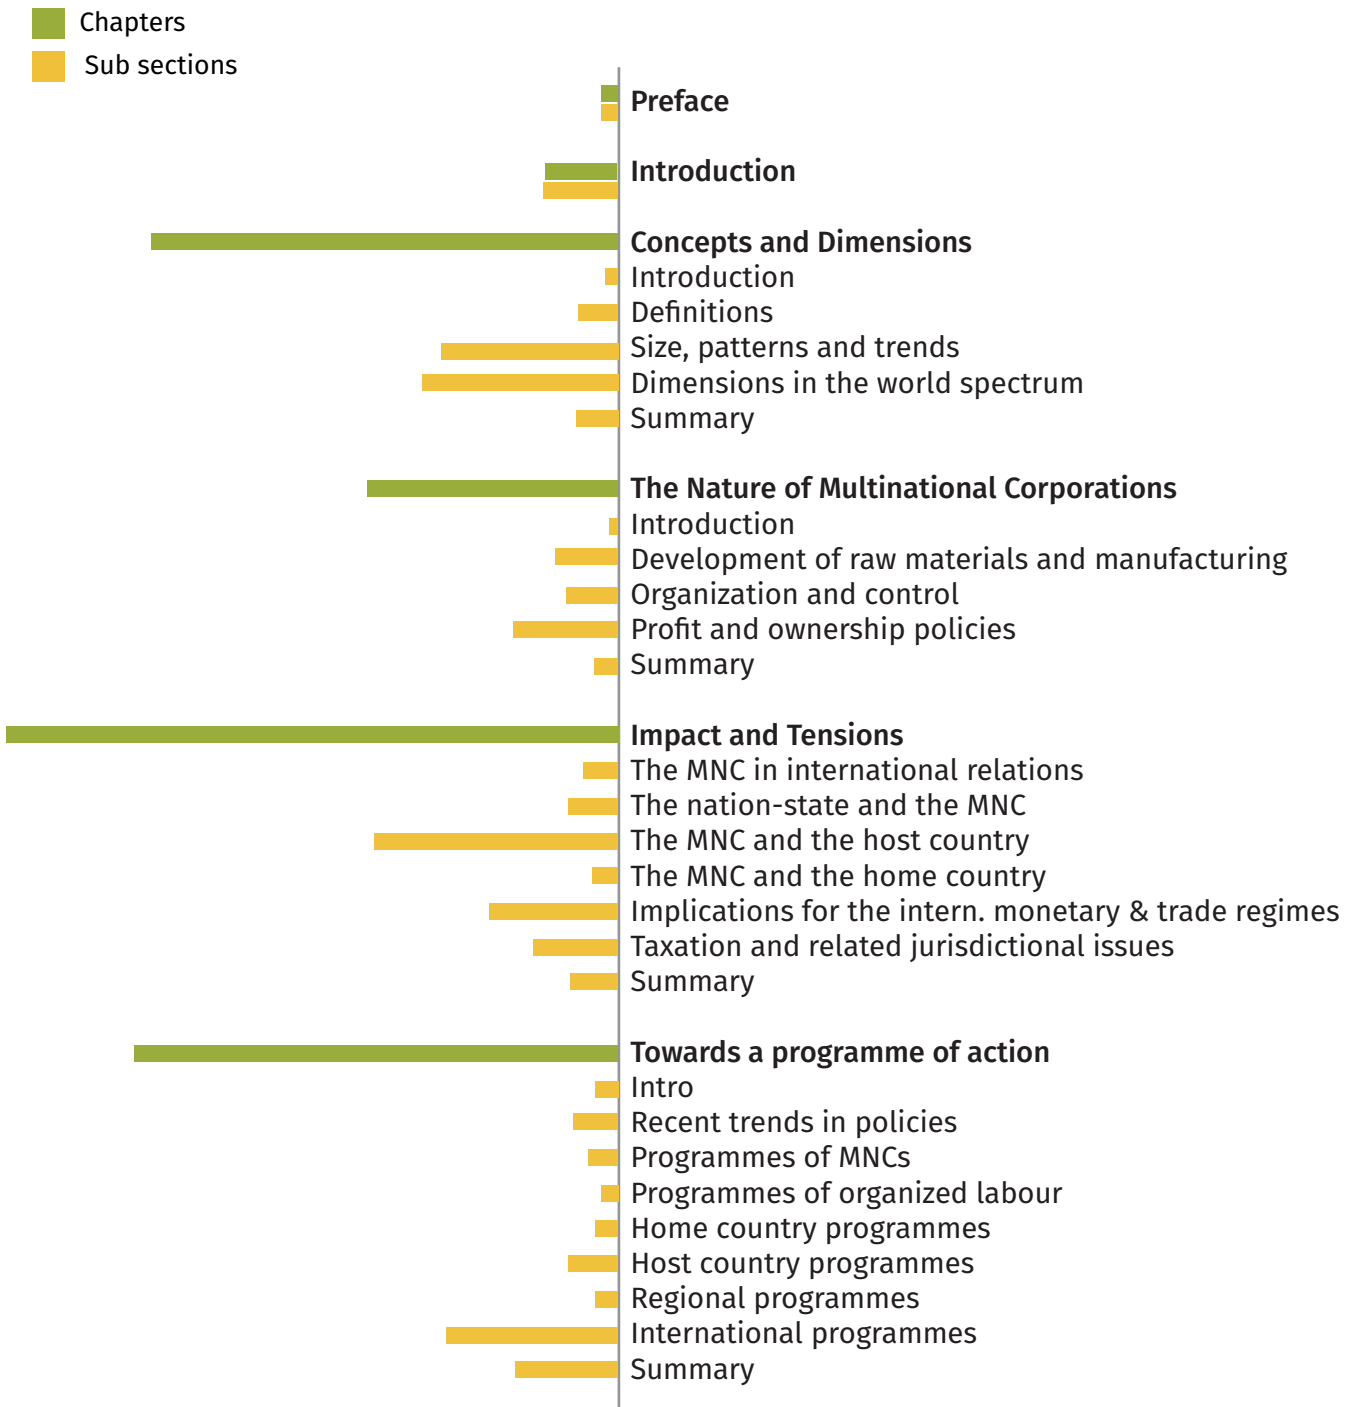 Chapters
Sub sections
Preface
Introduction
Concepts and Dimensions
Introduction
Definitions
Size, patterns and trends
Dimensions in the world spectrum
Summary
The Nature of Multinational Corporations
Introduction
Development of raw materials and manufacturing
Organization and control
Profit and ownership policies
Summary
Impact and Tensions
The MNC in international relations
The nation-state and the MNC
The MNC and the host country
The MNC and the home country
Implications for the intern. monetary & trade regimes
Taxation and related jurisdictional issues
Summary
Towards a programme of action
Intro
Recent trends in policies
Programmes of MNCs
Programmes of organized labour
Home country programmes
Host country programmes
Regional programmes
International programmes
Summary